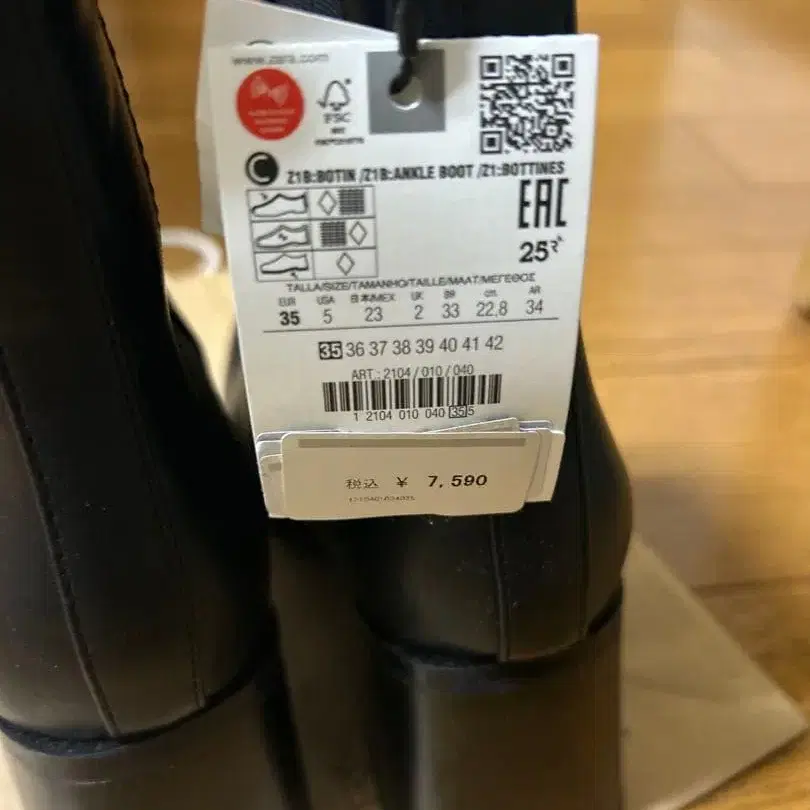 www.zara.com
FSC
C Z1B:BOTIN /Z1B:ANKLE BOOT /Z1:BOTTINES
EAC
25
TALLA/SIZE/TAMANHO/TAILLE/MAAT/ΜΕΓΕΘΟΣ
EUR USA 日本/MEX UK BR cm. AR
35 5 23 2 33 22,8 34
35 36 37 38 39 40 41 42
ART.: 2104 / 010 / 040
1 2104 010 040 35 5
税込 ¥ 7,590